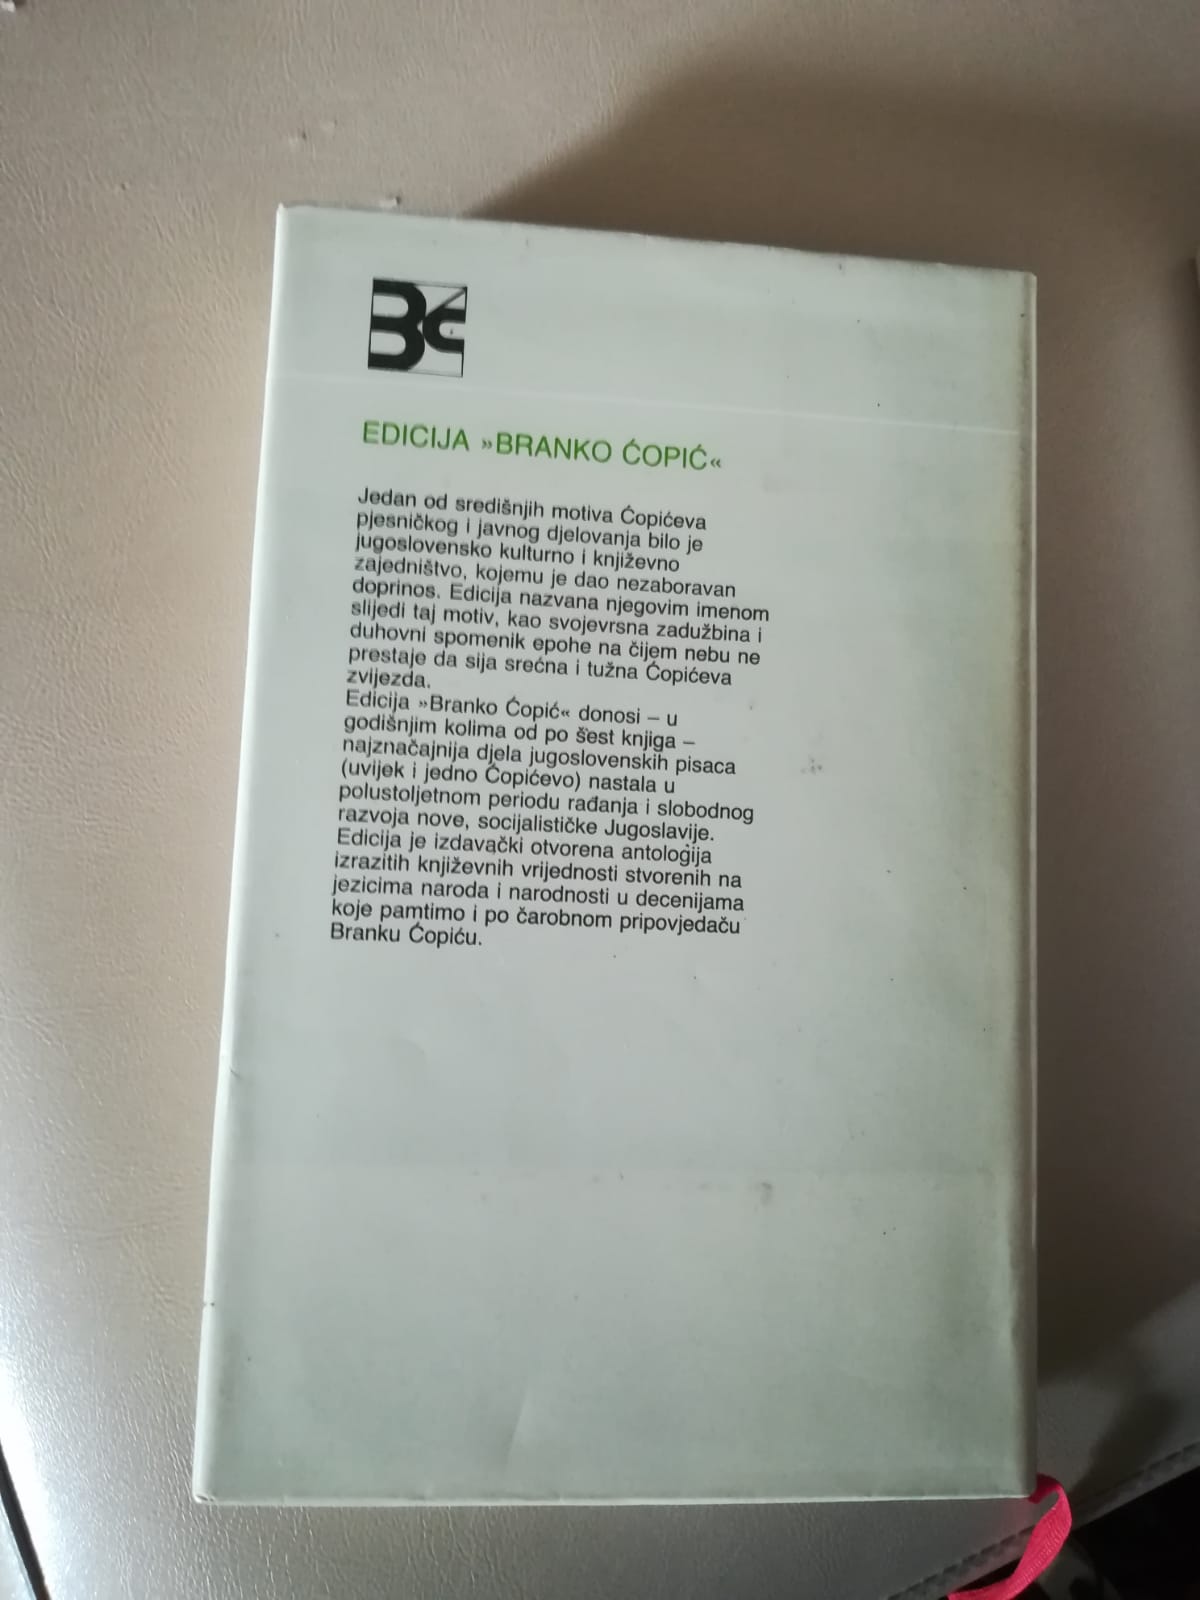 BĆ
EDICIJA »BRANKO ĆOPIĆ«
Jedan od središnjih motiva Ćopićeva
pjesničkog i javnog djelovanja bilo je
jugoslovensko kulturno i književno
zajedništvo, kojemu je dao nezaboravan
doprinos. Edicija nazvana njegovim imenom
slijedi taj motiv, kao svojevrsna zadužbina i
duhovni spomenik epohe na čijem nebu ne
prestaje da sija srećna i tužna Ćopićeva
zvijezda.
Edicija »Branko Ćopić« donosi – u
godišnjim kolima od po šest knjiga –
najznačajnija djela jugoslovenskih pisaca
(uvijek i jedno Ćopićevo) nastala u
polustoljetnom periodu rađanja i slobodnog
razvoja nove, socijalističke Jugoslavije.
Edicija je izdavački otvorena antologija
izrazitih književnih vrijednosti stvorenih na
jezicima naroda i narodnosti u decenijama
koje pamtimo i po čarobnom pripovjedaču
Branku Ćopiću.